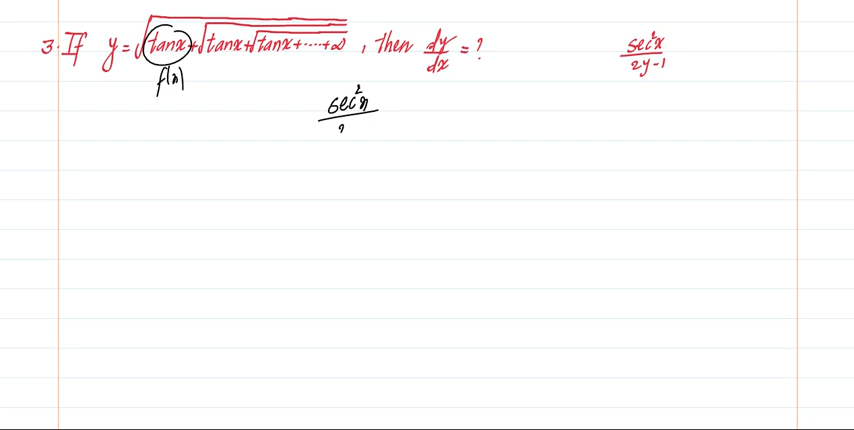 3. If y = √tanx + √tanx + √tanx + ..... + ∞ , then dy/dx = ? sec²x/2y-1
f(x)
sec²x